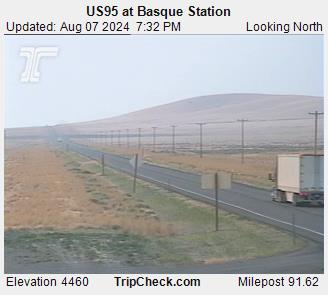 US95 at Basque Station
Updated: Aug 07 2024 7:32 PM Looking North
Elevation 4460 TripCheck.com Milepost 91.62